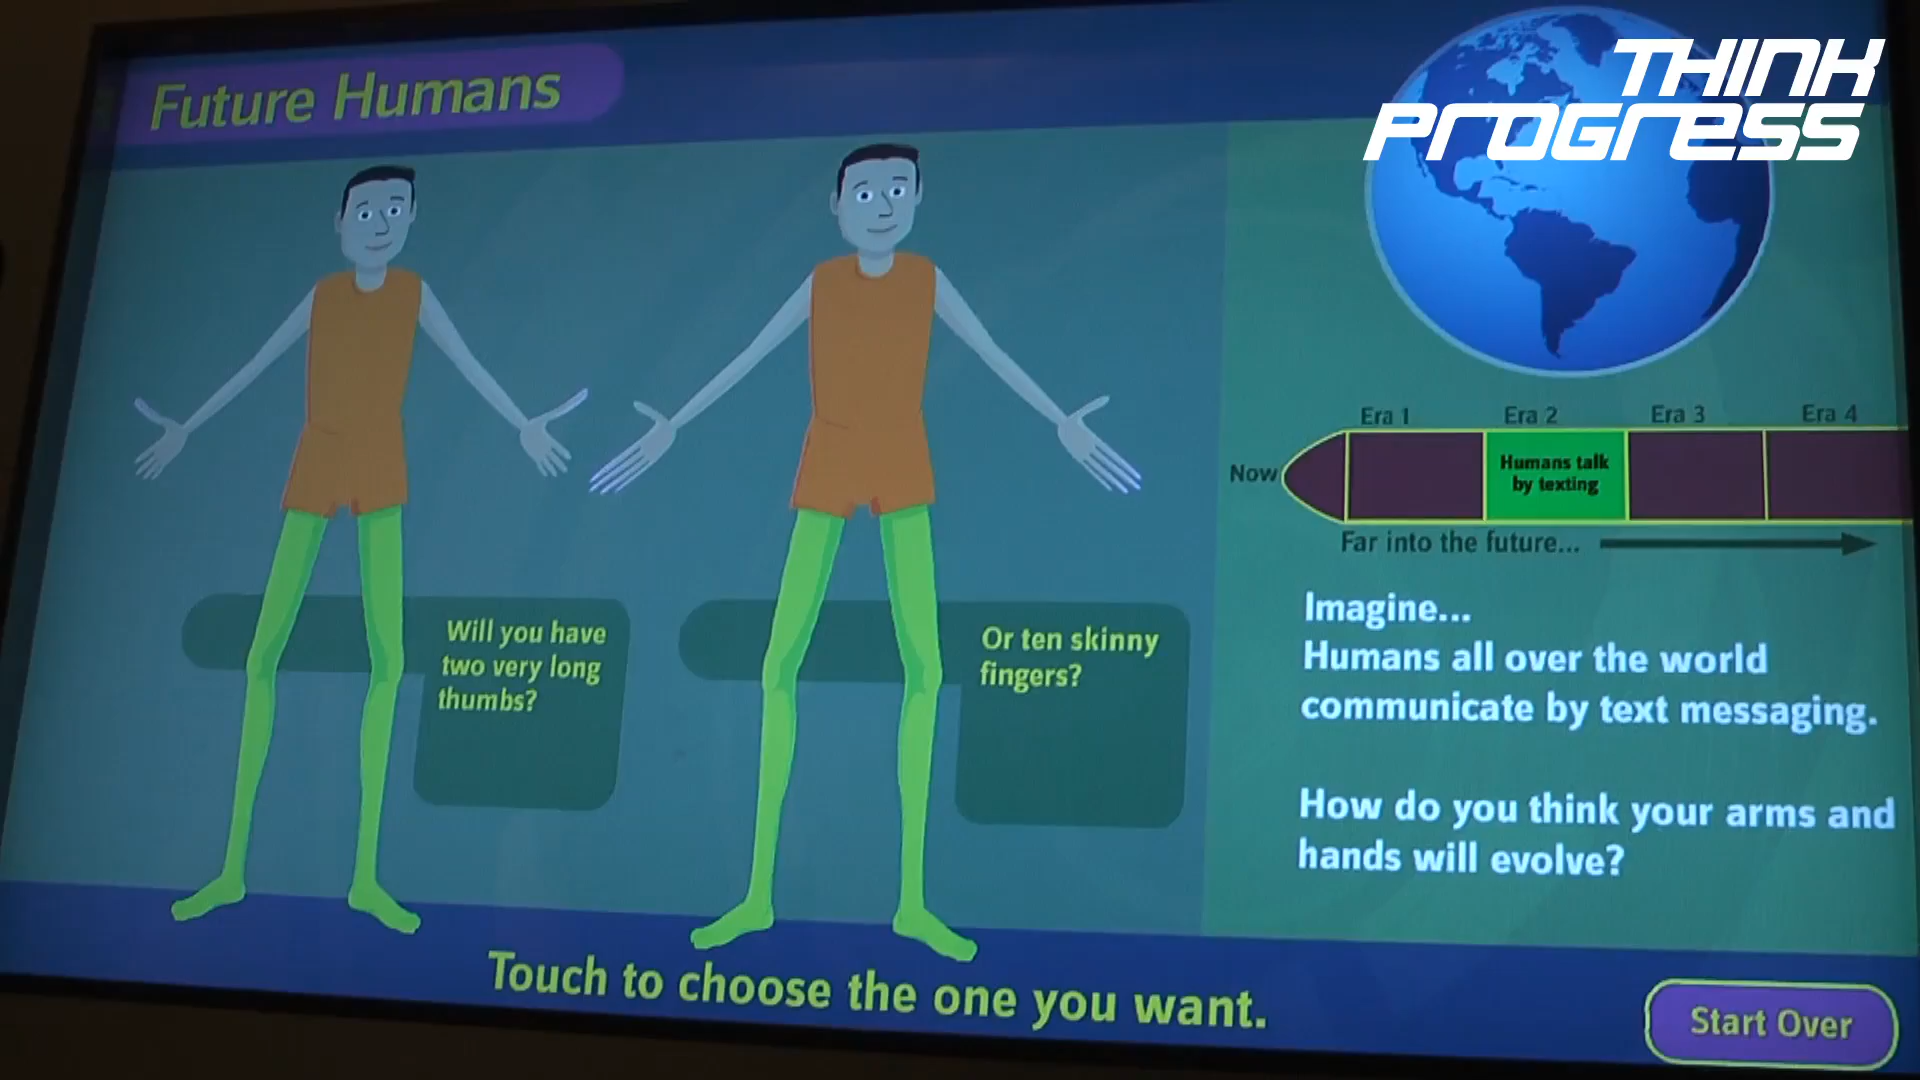 THINK
PROGRESS
Future Humans
Will you have
two very long
thumbs?
Or ten skinny
fingers?
Era 1
Era 2
Era 3
Era 4
Now
Humans talk
by texting
Far into the future...
Imagine...
Humans all over the world
communicate by text messaging.
How do you think your arms and
hands will evolve?
Touch to choose the one you want.
Start Over